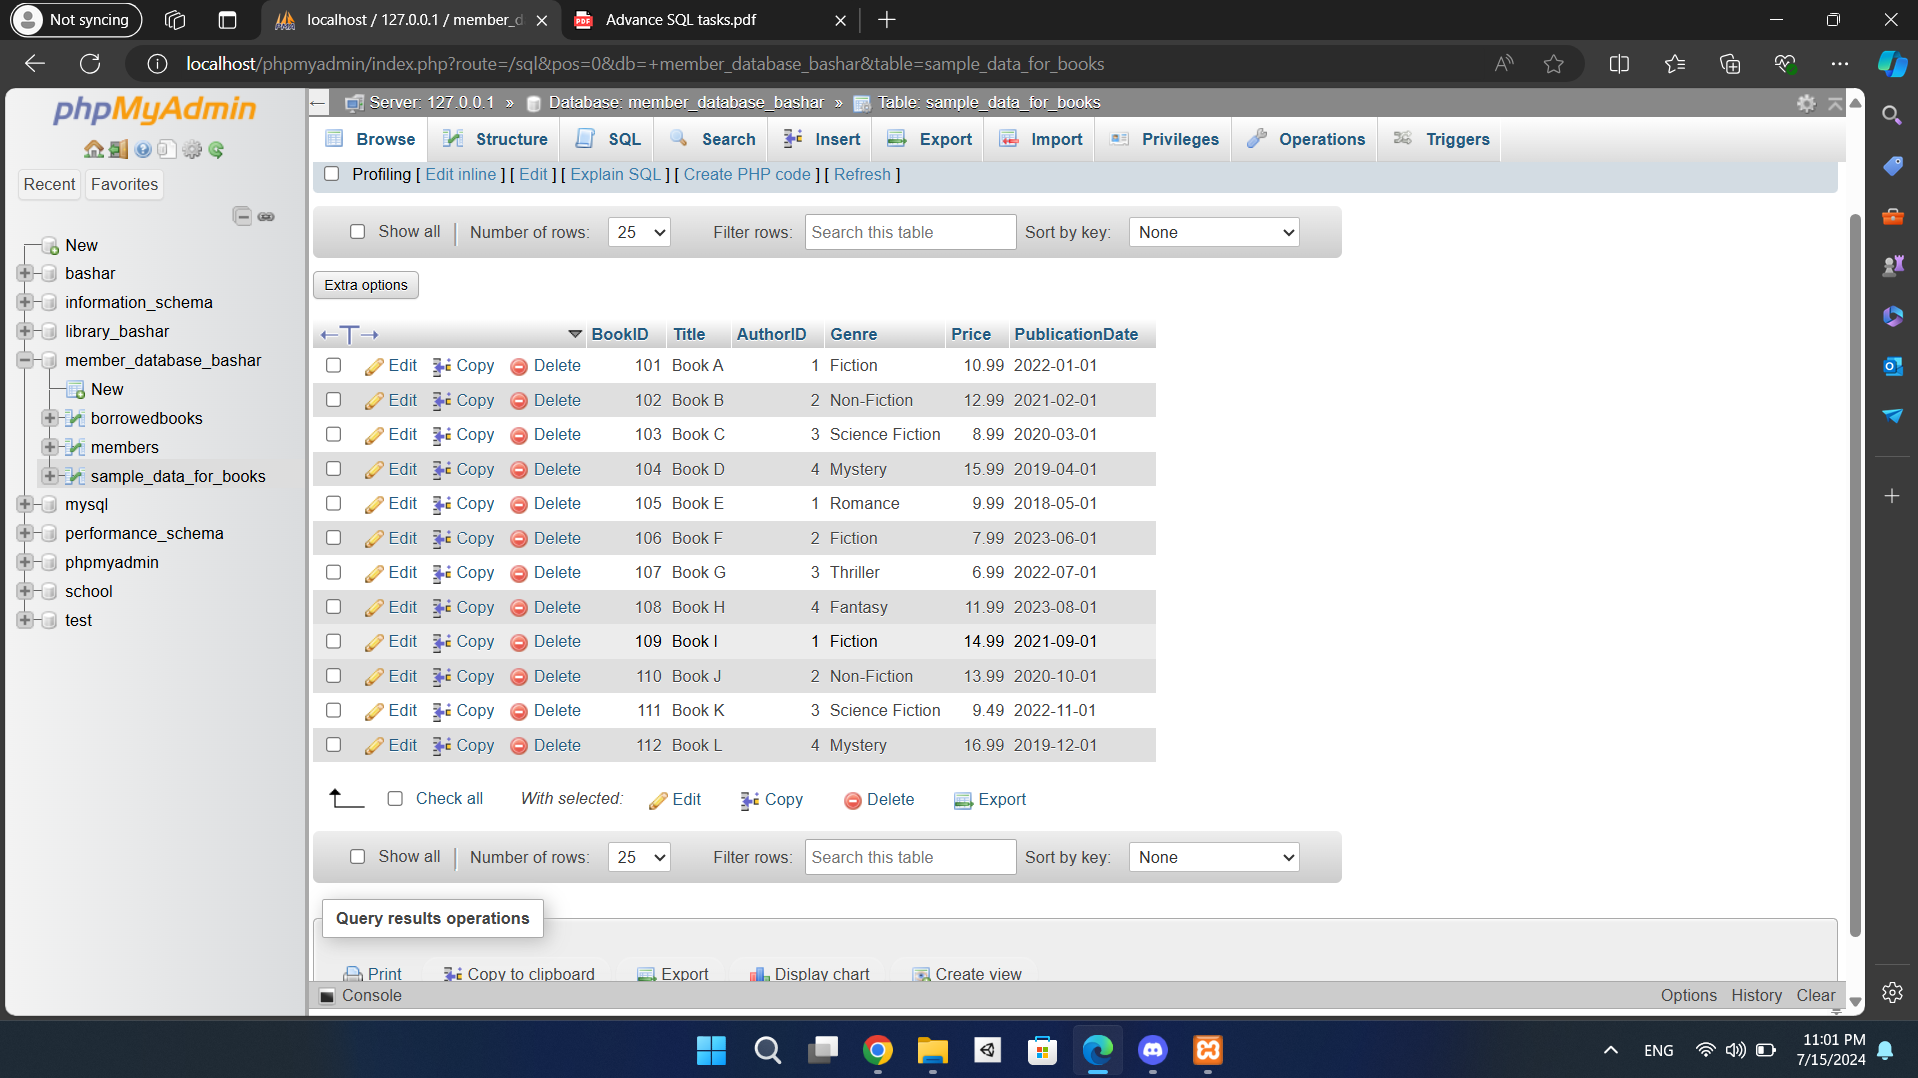 Not syncing
localhost / 127.0.0.1 / member_d
Advance SQL tasks.pdf
localhost/phpmyadmin/index.php?route=/sql&pos=0&db=+member_database_bashar&table=sample_data_for_books
phpMyAdmin
Recent Favorites
New
bashar
information_schema
library_bashar
member_database_bashar
New
borrowedbooks
members
sample_data_for_books
mysql
performance_schema
phpmyadmin
school
test
Server: 127.0.0.1 » Database: member_database_bashar » Table: sample_data_for_books
Browse Structure SQL Search Insert Export Import Privileges Operations Triggers
Profiling [ Edit inline ] [ Edit ] [ Explain SQL ] [ Create PHP code ] [ Refresh ]
Show all Number of rows: 25 Filter rows: Search this table Sort by key: None
Extra options
BookID Title AuthorID Genre Price PublicationDate
Edit Copy Delete 101 Book A 1 Fiction 10.99 2022-01-01
Edit Copy Delete 102 Book B 2 Non-Fiction 12.99 2021-02-01
Edit Copy Delete 103 Book C 3 Science Fiction 8.99 2020-03-01
Edit Copy Delete 104 Book D 4 Mystery 15.99 2019-04-01
Edit Copy Delete 105 Book E 1 Romance 9.99 2018-05-01
Edit Copy Delete 106 Book F 2 Fiction 7.99 2023-06-01
Edit Copy Delete 107 Book G 3 Thriller 6.99 2022-07-01
Edit Copy Delete 108 Book H 4 Fantasy 11.99 2023-08-01
Edit Copy Delete 109 Book I 1 Fiction 14.99 2021-09-01
Edit Copy Delete 110 Book J 2 Non-Fiction 13.99 2020-10-01
Edit Copy Delete 111 Book K 3 Science Fiction 9.49 2022-11-01
Edit Copy Delete 112 Book L 4 Mystery 16.99 2019-12-01
Check all With selected: Edit Copy Delete Export
Show all Number of rows: 25 Filter rows: Search this table Sort by key: None
Query results operations
Print Copy to clipboard Export Display chart Create view
Console Options History Clear
ENG
11:01 PM
7/15/2024